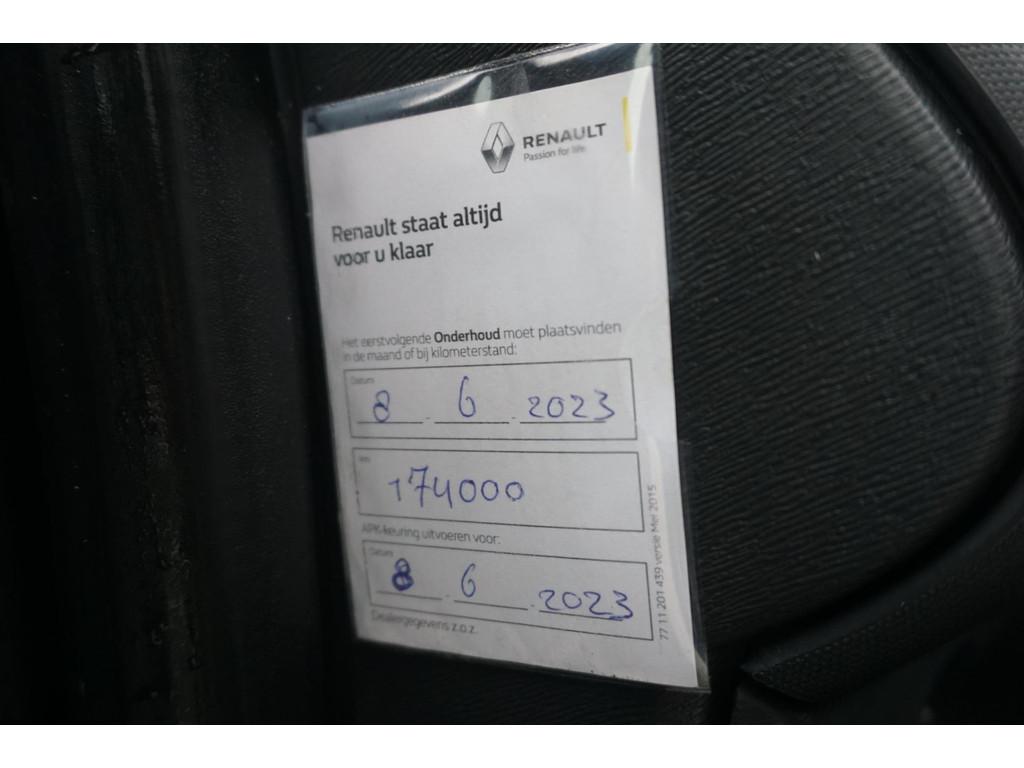 RENAULT
Passion for life
Renault staat altijd
voor u klaar
Het eerstvolgende Onderhoud moet plaatsvinden
in de maand of bij kilometerstand:
Datum
8 . 6 . 2023
km
174000
APK-keuring uitvoeren voor:
Datum
8 . 6 . 2023
Dealergegevens z.o.z.
77 11 201 439 versie Mei 2015